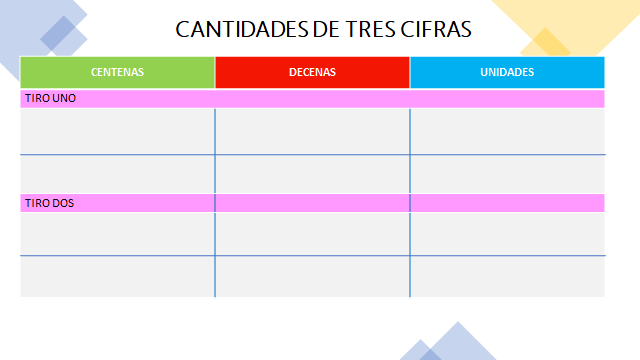 CANTIDADES DE TRES CIFRAS
CENTENAS DECENAS UNIDADES
TIRO UNO
TIRO DOS